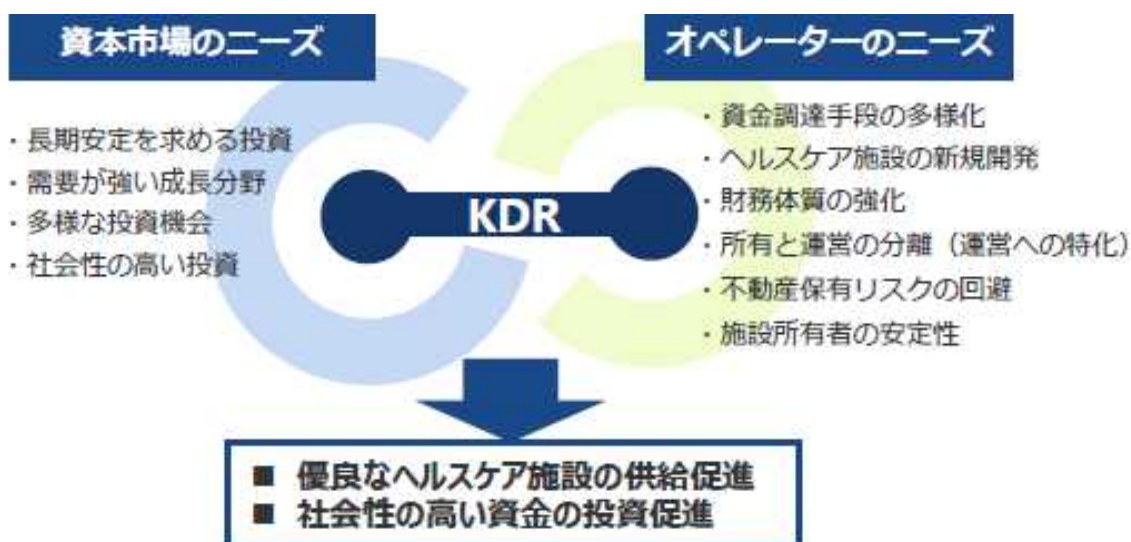 資本市場のニーズ
・長期安定を求める投資
・需要が強い成長分野
・多様な投資機会
・社会性の高い投資
KDR
オペレーターのニーズ
・資金調達手段の多様化
・ヘルスケア施設の新規開発
・財務体質の強化
・所有と運営の分離（運営への特化）
・不動産保有リスクの回避
・施設所有者の安定性
■ 優良なヘルスケア施設の供給促進
■ 社会性の高い資金の投資促進